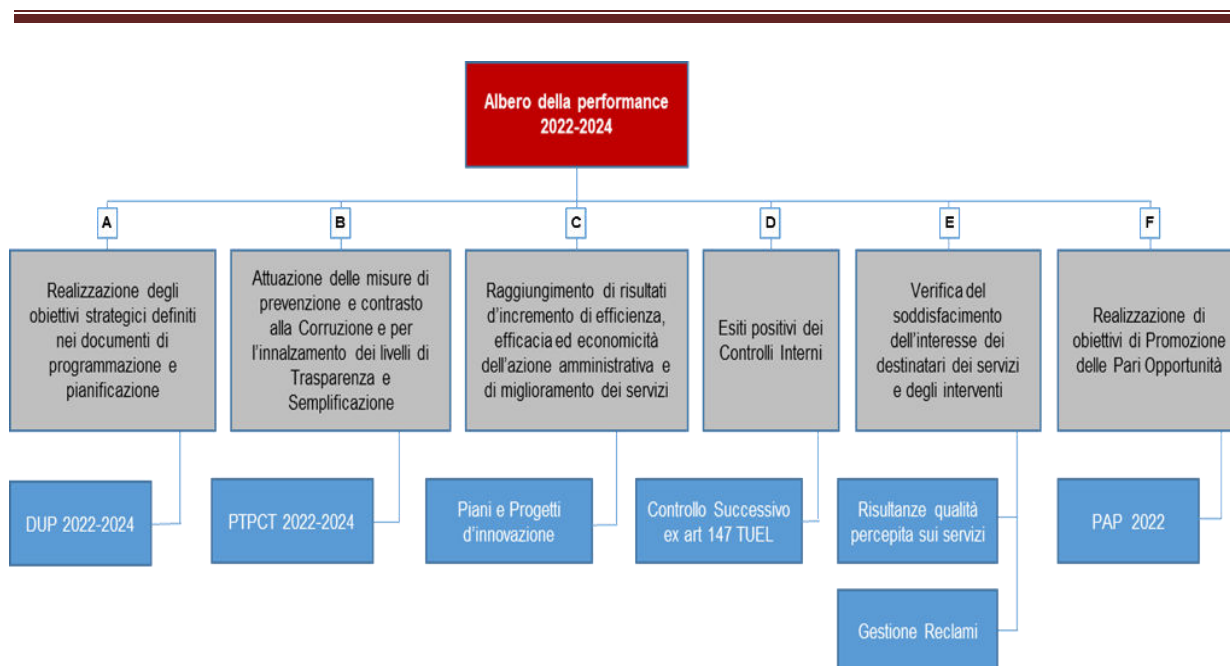 Albero della performance
2022-2024
A
B
C
D
E
F
Realizzazione degli
obiettivi strategici definiti
nei documenti di
programmazione e
pianificazione
Attuazione delle misure di
prevenzione e contrasto
alla Corruzione e per
l'innalzamento dei livelli di
Trasparenza e
Semplificazione
Raggiungimento di risultati
d'incremento di efficienza,
efficacia ed economicità
dell'azione amministrativa e
di miglioramento dei servizi
Esiti positivi dei
Controlli Interni
Verifica del
soddisfacimento
dell'interesse dei
destinatari dei servizi
e degli interventi
Realizzazione di
obiettivi di Promozione
delle Pari Opportunità
DUP 2022-2024
PTPCT 2022-2024
Piani e Progetti
d'innovazione
Controllo Successivo
ex art 147 TUEL
Risultanze qualità
percepita sui servizi
PAP 2022
Gestione Reclami